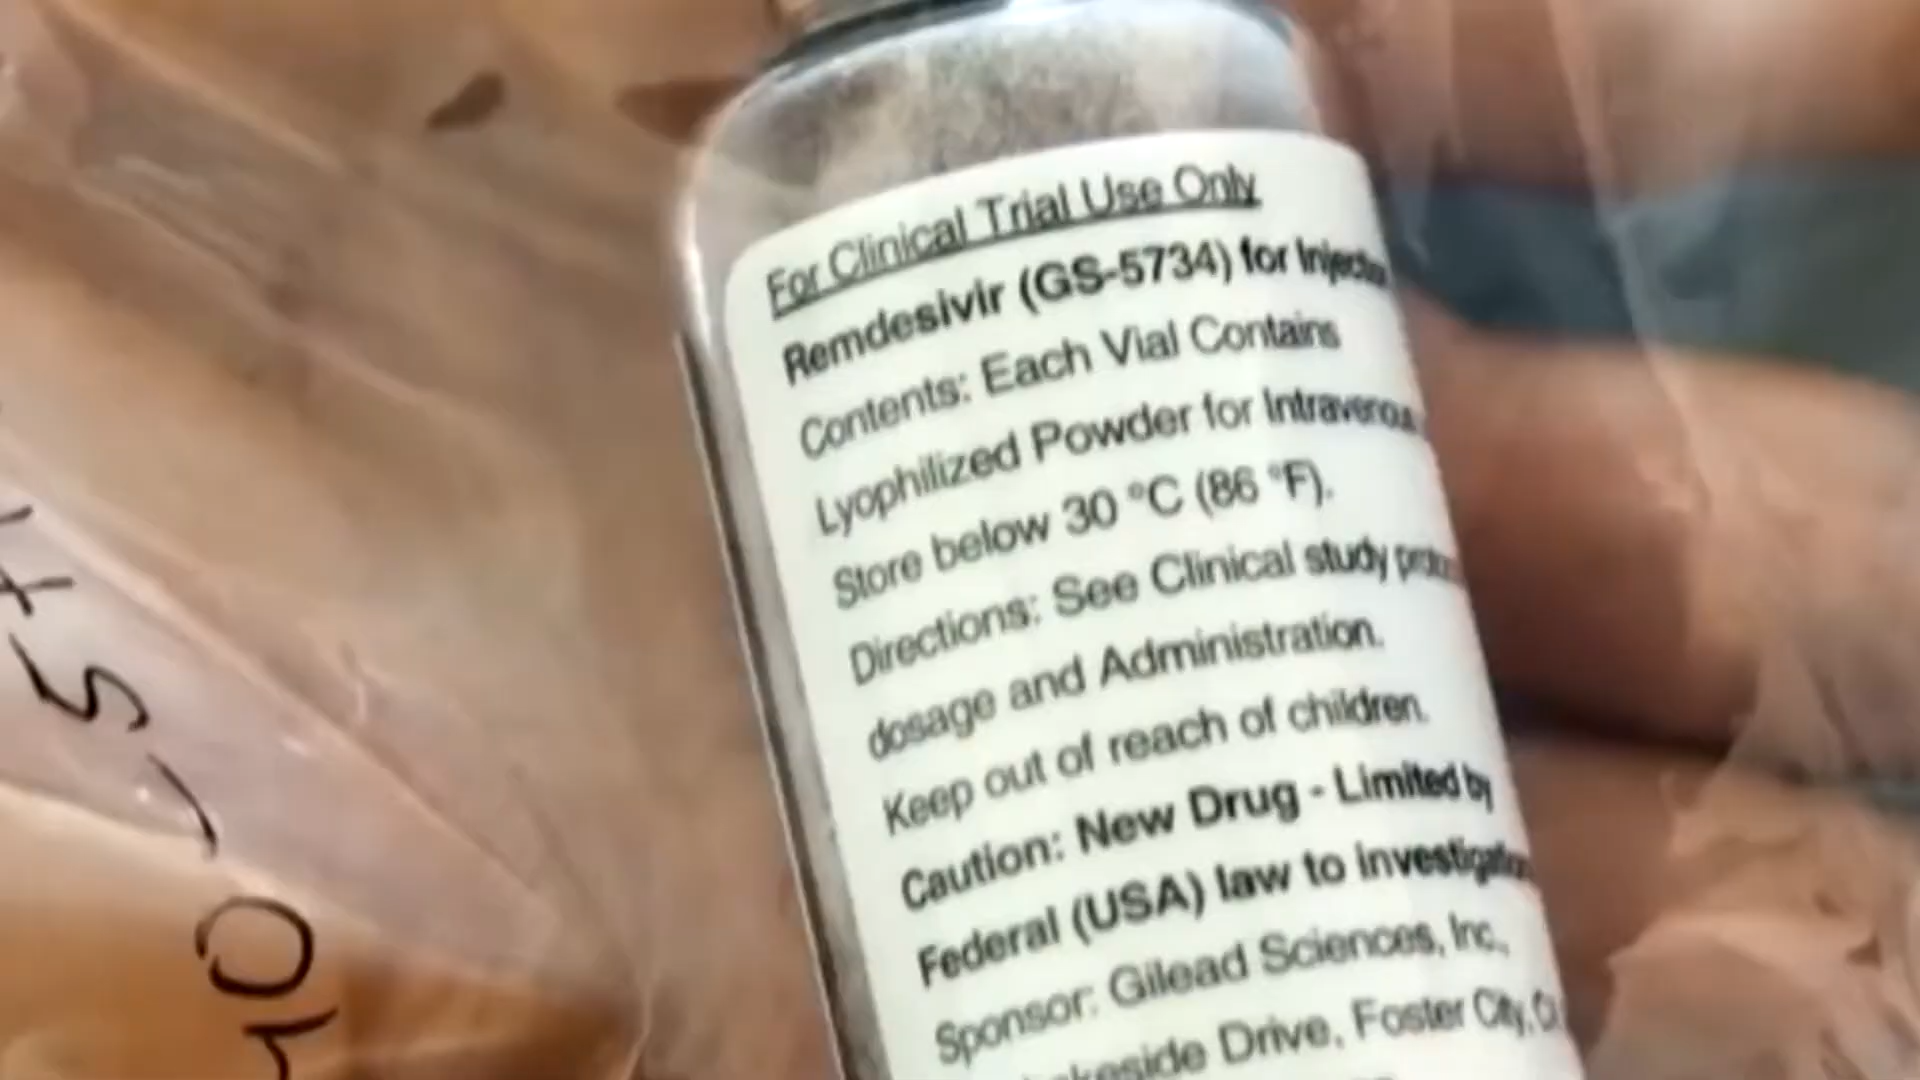 For Clinical Trial Use Only
Remdesivir (GS-5734) for
Contents: Each Vial Contains
Lyophilized Powder for Intravenous
Store below 30 °C (86 °F).
Directions: See Clinical study
dosage and Administration.
Keep out of reach of children.
Caution: New Drug - Limited by
Federal (USA) law to
Sponsor: Gilead Sciences, Inc.,
Drive, Foster City,